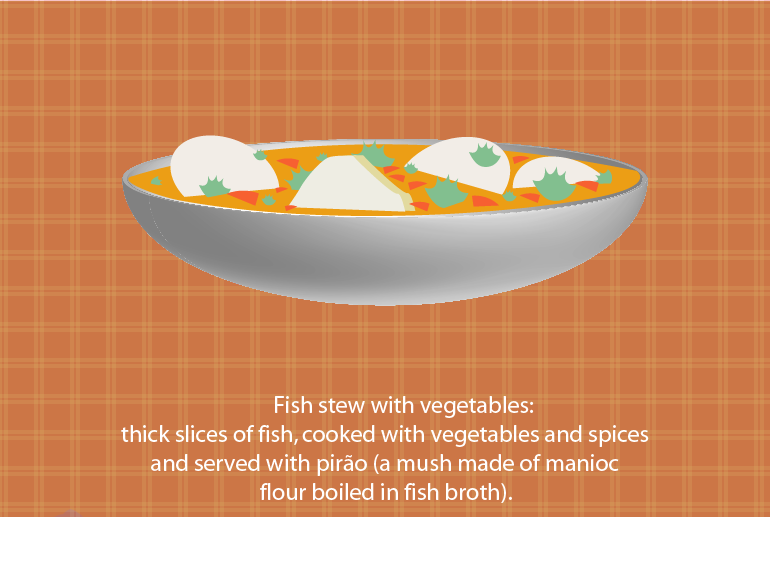 Fish stew with vegetables:
thick slices of fish, cooked with vegetables and spices
and served with pirão (a mush made of manioc
flour boiled in fish broth).